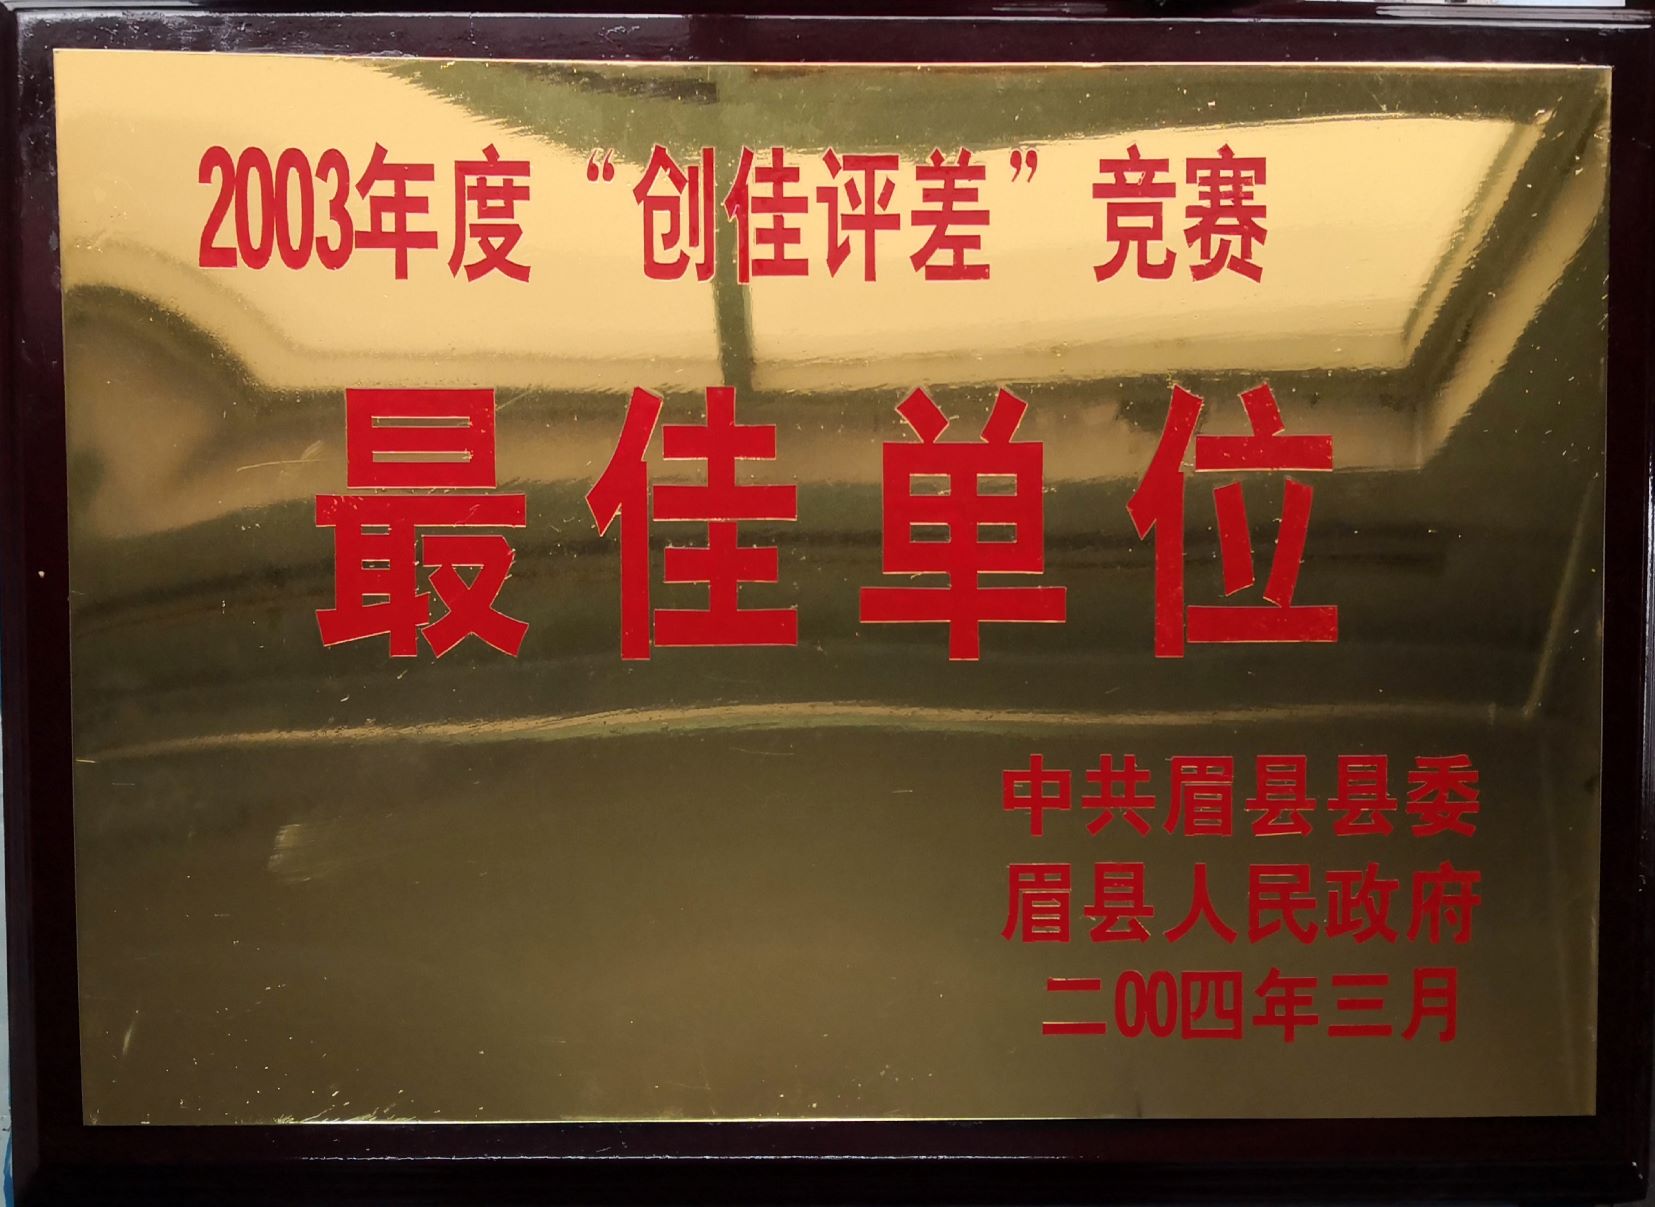 2003年度“创佳评差”竞赛
最佳单位
中共眉县县委
眉县人民政府
二00四年三月